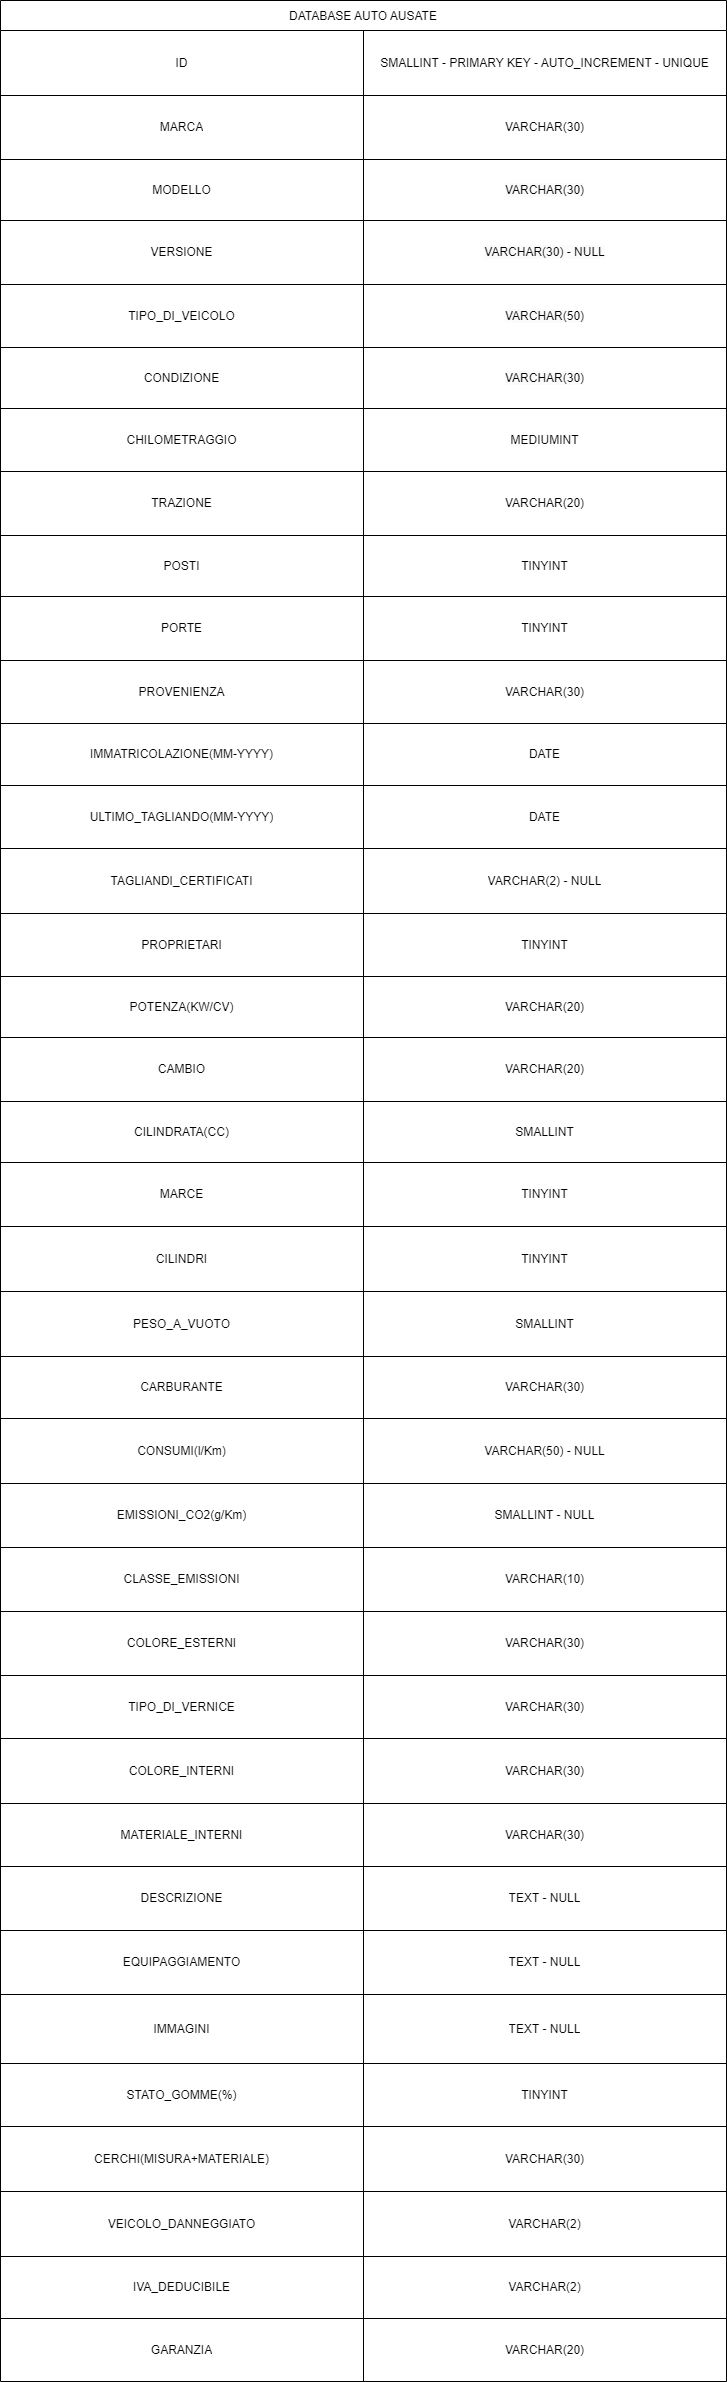 DATABASE AUTO AUSATE
ID SMALLINT - PRIMARY KEY - AUTO_INCREMENT - UNIQUE
MARCA VARCHAR(30)
MODELLO VARCHAR(30)
VERSIONE VARCHAR(30) - NULL
TIPO_DI_VEICOLO VARCHAR(50)
CONDIZIONE VARCHAR(30)
CHILOMETRAGGIO MEDIUMINT
TRAZIONE VARCHAR(20)
POSTI TINYINT
PORTE TINYINT
PROVENIENZA VARCHAR(30)
IMMATRICOLAZIONE(MM-YYYY) DATE
ULTIMO_TAGLIANDO(MM-YYYY) DATE
TAGLIANDI_CERTIFICATI VARCHAR(2) - NULL
PROPRIETARI TINYINT
POTENZA(KW/CV) VARCHAR(20)
CAMBIO VARCHAR(20)
CILINDRATA(CC) SMALLINT
MARCE TINYINT
CILINDRI TINYINT
PESO_A_VUOTO SMALLINT
CARBURANTE VARCHAR(30)
CONSUMI(l/Km) VARCHAR(50) - NULL
EMISSIONI_CO2(g/Km) SMALLINT - NULL
CLASSE_EMISSIONI VARCHAR(10)
COLORE_ESTERNI VARCHAR(30)
TIPO_DI_VERNICE VARCHAR(30)
COLORE_INTERNI VARCHAR(30)
MATERIALE_INTERNI VARCHAR(30)
DESCRIZIONE TEXT - NULL
EQUIPAGGIAMENTO TEXT - NULL
IMMAGINI TEXT - NULL
STATO_GOMME(%) TINYINT
CERCHI(MISURA+MATERIALE) VARCHAR(30)
VEICOLO_DANNEGGIATO VARCHAR(2)
IVA_DEDUCIBILE VARCHAR(2)
GARANZIA VARCHAR(20)